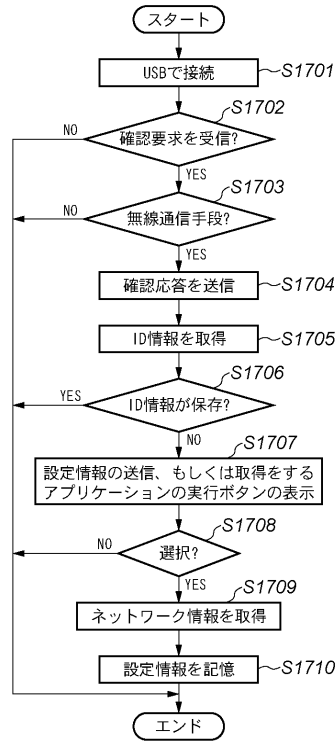 スタート
USBで接続
S1701
S1702
確認要求を受信?
NO
YES
S1703
無線通信手段?
NO
YES
確認応答を送信
S1704
ID情報を取得
S1705
S1706
ID情報が保存?
YES
NO
S1707
設定情報の送信、もしくは取得をする
アプリケーションの実行ボタンの表示
S1708
選択?
NO
YES
S1709
ネットワーク情報を取得
設定情報を記憶
S1710
エンド